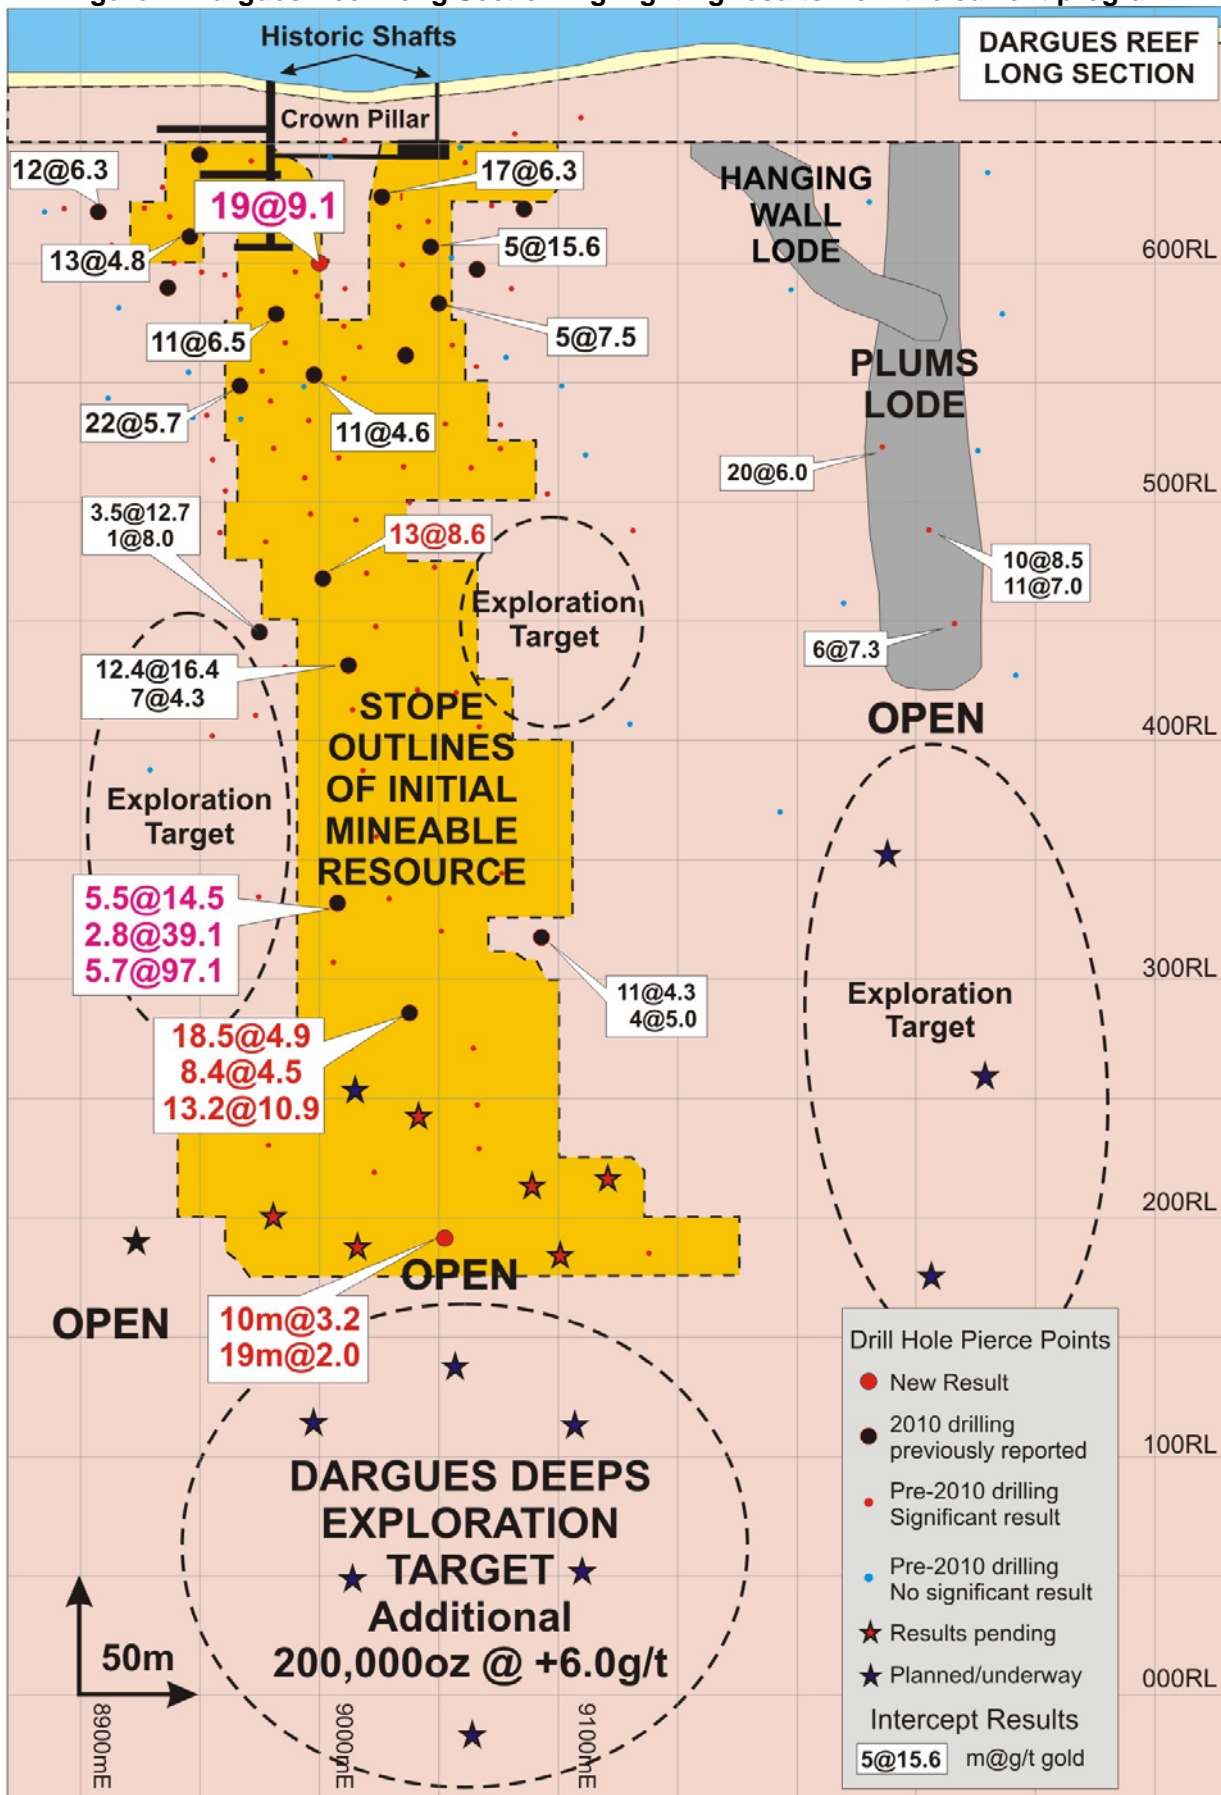 Historic Shafts
DARGUES REEF
LONG SECTION
Crown Pillar
12@6.3
17@6.3
HANGING
WALL
LODE
19@9.1
13@4.8
5@15.6
600RL
11@6.5
5@7.5
PLUMS
LODE
22@5.7
11@4.6
20@6.0
500RL
3.5@12.7
1@8.0
13@8.6
10@8.5
11@7.0
Exploration
Target
6@7.3
12.4@16.4
7@4.3
STOPE
OUTLINES
OF INITIAL
MINEABLE
RESOURCE
OPEN
400RL
Exploration
Target
5.5@14.5
2.8@39.1
5.7@97.1
11@4.3
4@5.0
300RL
Exploration
Target
18.5@4.9
8.4@4.5
13.2@10.9
200RL
OPEN
OPEN
10m@3.2
19m@2.0
DARGUES DEEPS
EXPLORATION
TARGET
Additional
200,000oz @ +6.0g/t
100RL
000RL
50m
8900mE
9000mE
9100mE
Drill Hole Pierce Points
New Result
2010 drilling
previously reported
Pre-2010 drilling
Significant result
Pre-2010 drilling
No significant result
Results pending
Planned/underway
Intercept Results
5@15.6 m@g/t gold